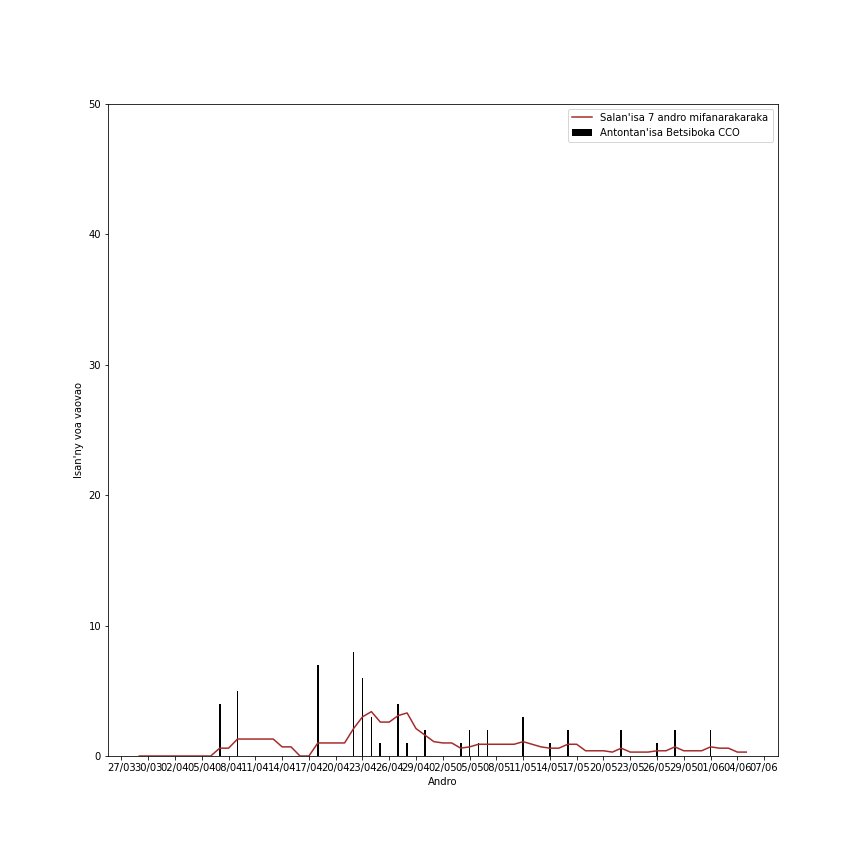 50
Salan'isa 7 andro mifanarakaraka
Antontan'isa Betsiboka CCO
40
30
20
10
0
Isan'ny voa vaovao
27/03 30/03 02/04 05/04 08/04 11/04 14/04 17/04 20/04 23/04 26/04 29/04 02/05 05/05 08/05 11/05 14/05 17/05 20/05 23/05 26/05 29/05 01/06 04/06 07/06
Andro